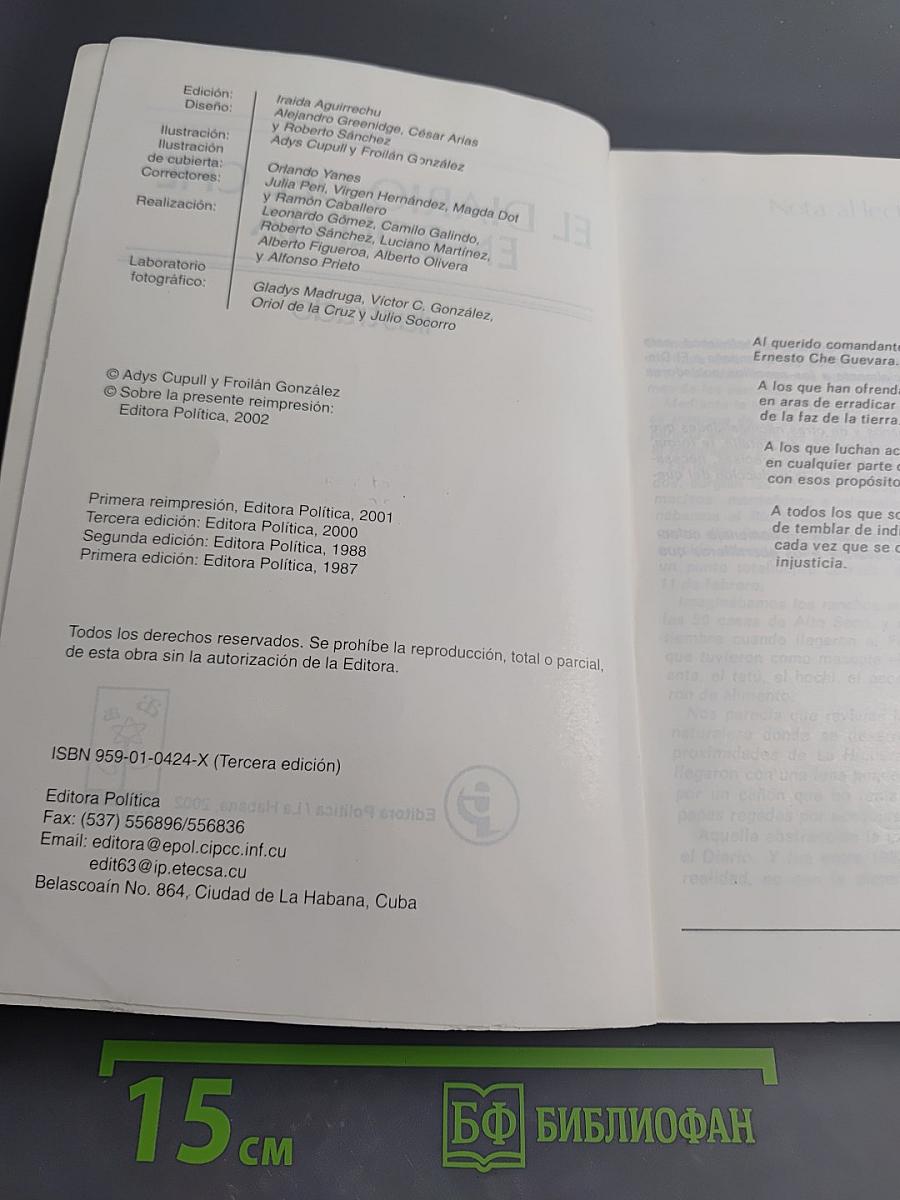 Edición:
Iraida Aguirrechu
Diseño:
Alejandro Greenidge, César Arias
y Roberto Sánchez
Ilustración:
Adys Cupull y Froilán González
Ilustración
de cubierta:
Orlando Yanes
Correctores:
Julia Peri, Virgen Hernández, Magda Dot
y Ramón Caballero
Realización:
Leonardo Gómez, Camilo Galindo,
Roberto Sánchez, Luciano Martínez,
Alberto Figueroa, Alberto Olivera
y Alfonso Prieto
Laboratorio
fotográfico:
Gladys Madruga, Víctor C. González,
Oriol de la Cruz y Julio Socorro
© Adys Cupull y Froilán González
© Sobre la presente reimpresión:
Editora Política, 2002
Primera reimpresión, Editora Política, 2001
Tercera edición: Editora Política, 2000
Segunda edición: Editora Política, 1988
Primera edición: Editora Política, 1987
Todos los derechos reservados. Se prohíbe la reproducción, total o parcial,
de esta obra sin la autorización de la Editora.
ISBN 959-01-0424-X (Tercera edición)
Editora Política
Fax: (537) 556896/556836
Email: editora@epol.cipcc.inf.cu
edit63@ip.etecsa.cu
Belascoaín No. 864, Ciudad de La Habana, Cuba
Al querido comandante
Ernesto Che Guevara.
A los que han ofrenda
en aras de erradicar
de la faz de la tierra.
A los que luchan ac
en cualquier parte
con esos propósito
A todos los que so
de temblar de indi
cada vez que se c
injusticia.
15 см
БФ БИБЛИОФАН